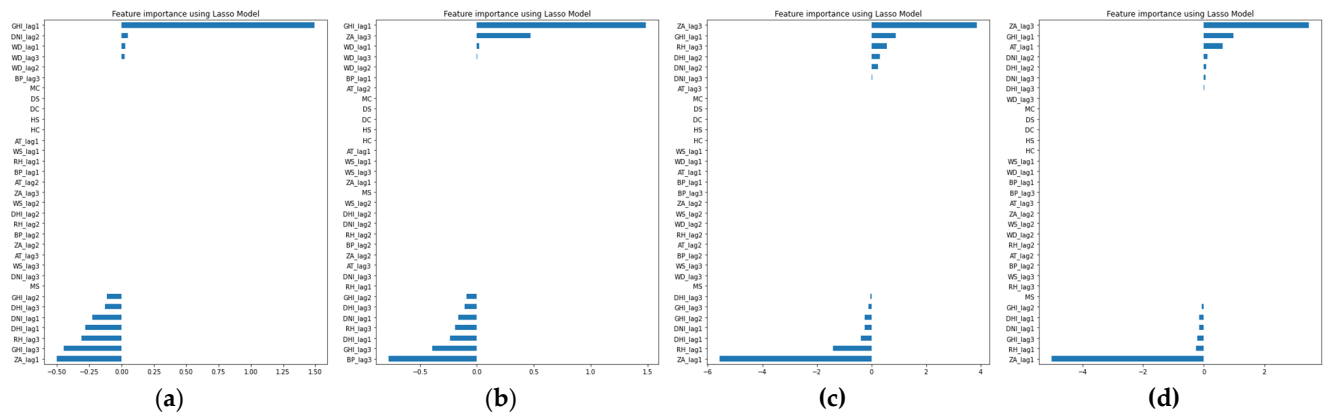 Feature importance using Lasso Model
GHI_lag1
DNI_lag2
WD_lag1
WD_lag3
WD_lag2
BP_lag3
MC
DS
DC
HS
HC
AT_lag1
WS_lag1
RH_lag1
BP_lag1
AT_lag2
ZA_lag3
WS_lag2
DHI_lag2
RH_lag2
BP_lag2
ZA_lag2
AT_lag3
WS_lag3
DNI_lag3
MS
GHI_lag2
DHI_lag3
DNI_lag1
DHI_lag1
RH_lag3
GHI_lag3
ZA_lag1
−0.50 −0.25 0.00 0.25 0.50 0.75 1.00 1.25 1.50
(a)
Feature importance using Lasso Model
GHI_lag1
ZA_lag3
WD_lag1
WD_lag3
WD_lag2
BP_lag1
AT_lag2
MC
DS
DC
HS
HC
AT_lag1
WS_lag1
WS_lag3
ZA_lag1
MS
WS_lag2
DHI_lag2
DNI_lag2
RH_lag2
BP_lag2
ZA_lag2
AT_lag3
DNI_lag3
RH_lag1
GHI_lag2
DHI_lag3
DNI_lag1
RH_lag3
DHI_lag1
GHI_lag3
BP_lag3
−0.5 0.0 0.5 1.0 1.5
(b)
Feature importance using Lasso Model
ZA_lag3
GHI_lag1
RH_lag3
DHI_lag2
DNI_lag2
DNI_lag3
AT_lag3
MC
DS
DC
HS
HC
WS_lag1
WD_lag1
AT_lag1
BP_lag1
BP_lag3
ZA_lag2
WS_lag2
WD_lag2
RH_lag2
AT_lag2
BP_lag2
WS_lag3
WD_lag3
MS
DHI_lag3
GHI_lag3
GHI_lag2
DNI_lag1
DHI_lag1
RH_lag1
ZA_lag1
−6 −4 −2 0 2 4
(c)
Feature importance using Lasso Model
ZA_lag3
GHI_lag1
AT_lag1
DNI_lag2
DHI_lag2
DNI_lag3
DHI_lag3
WD_lag3
MC
DS
DC
HS
HC
WS_lag1
WD_lag1
BP_lag1
BP_lag3
AT_lag3
ZA_lag2
WS_lag2
WD_lag2
RH_lag2
AT_lag2
BP_lag2
WS_lag3
RH_lag3
MS
GHI_lag2
DHI_lag1
DNI_lag1
GHI_lag3
RH_lag1
ZA_lag1
−4 −2 0 2
(d)